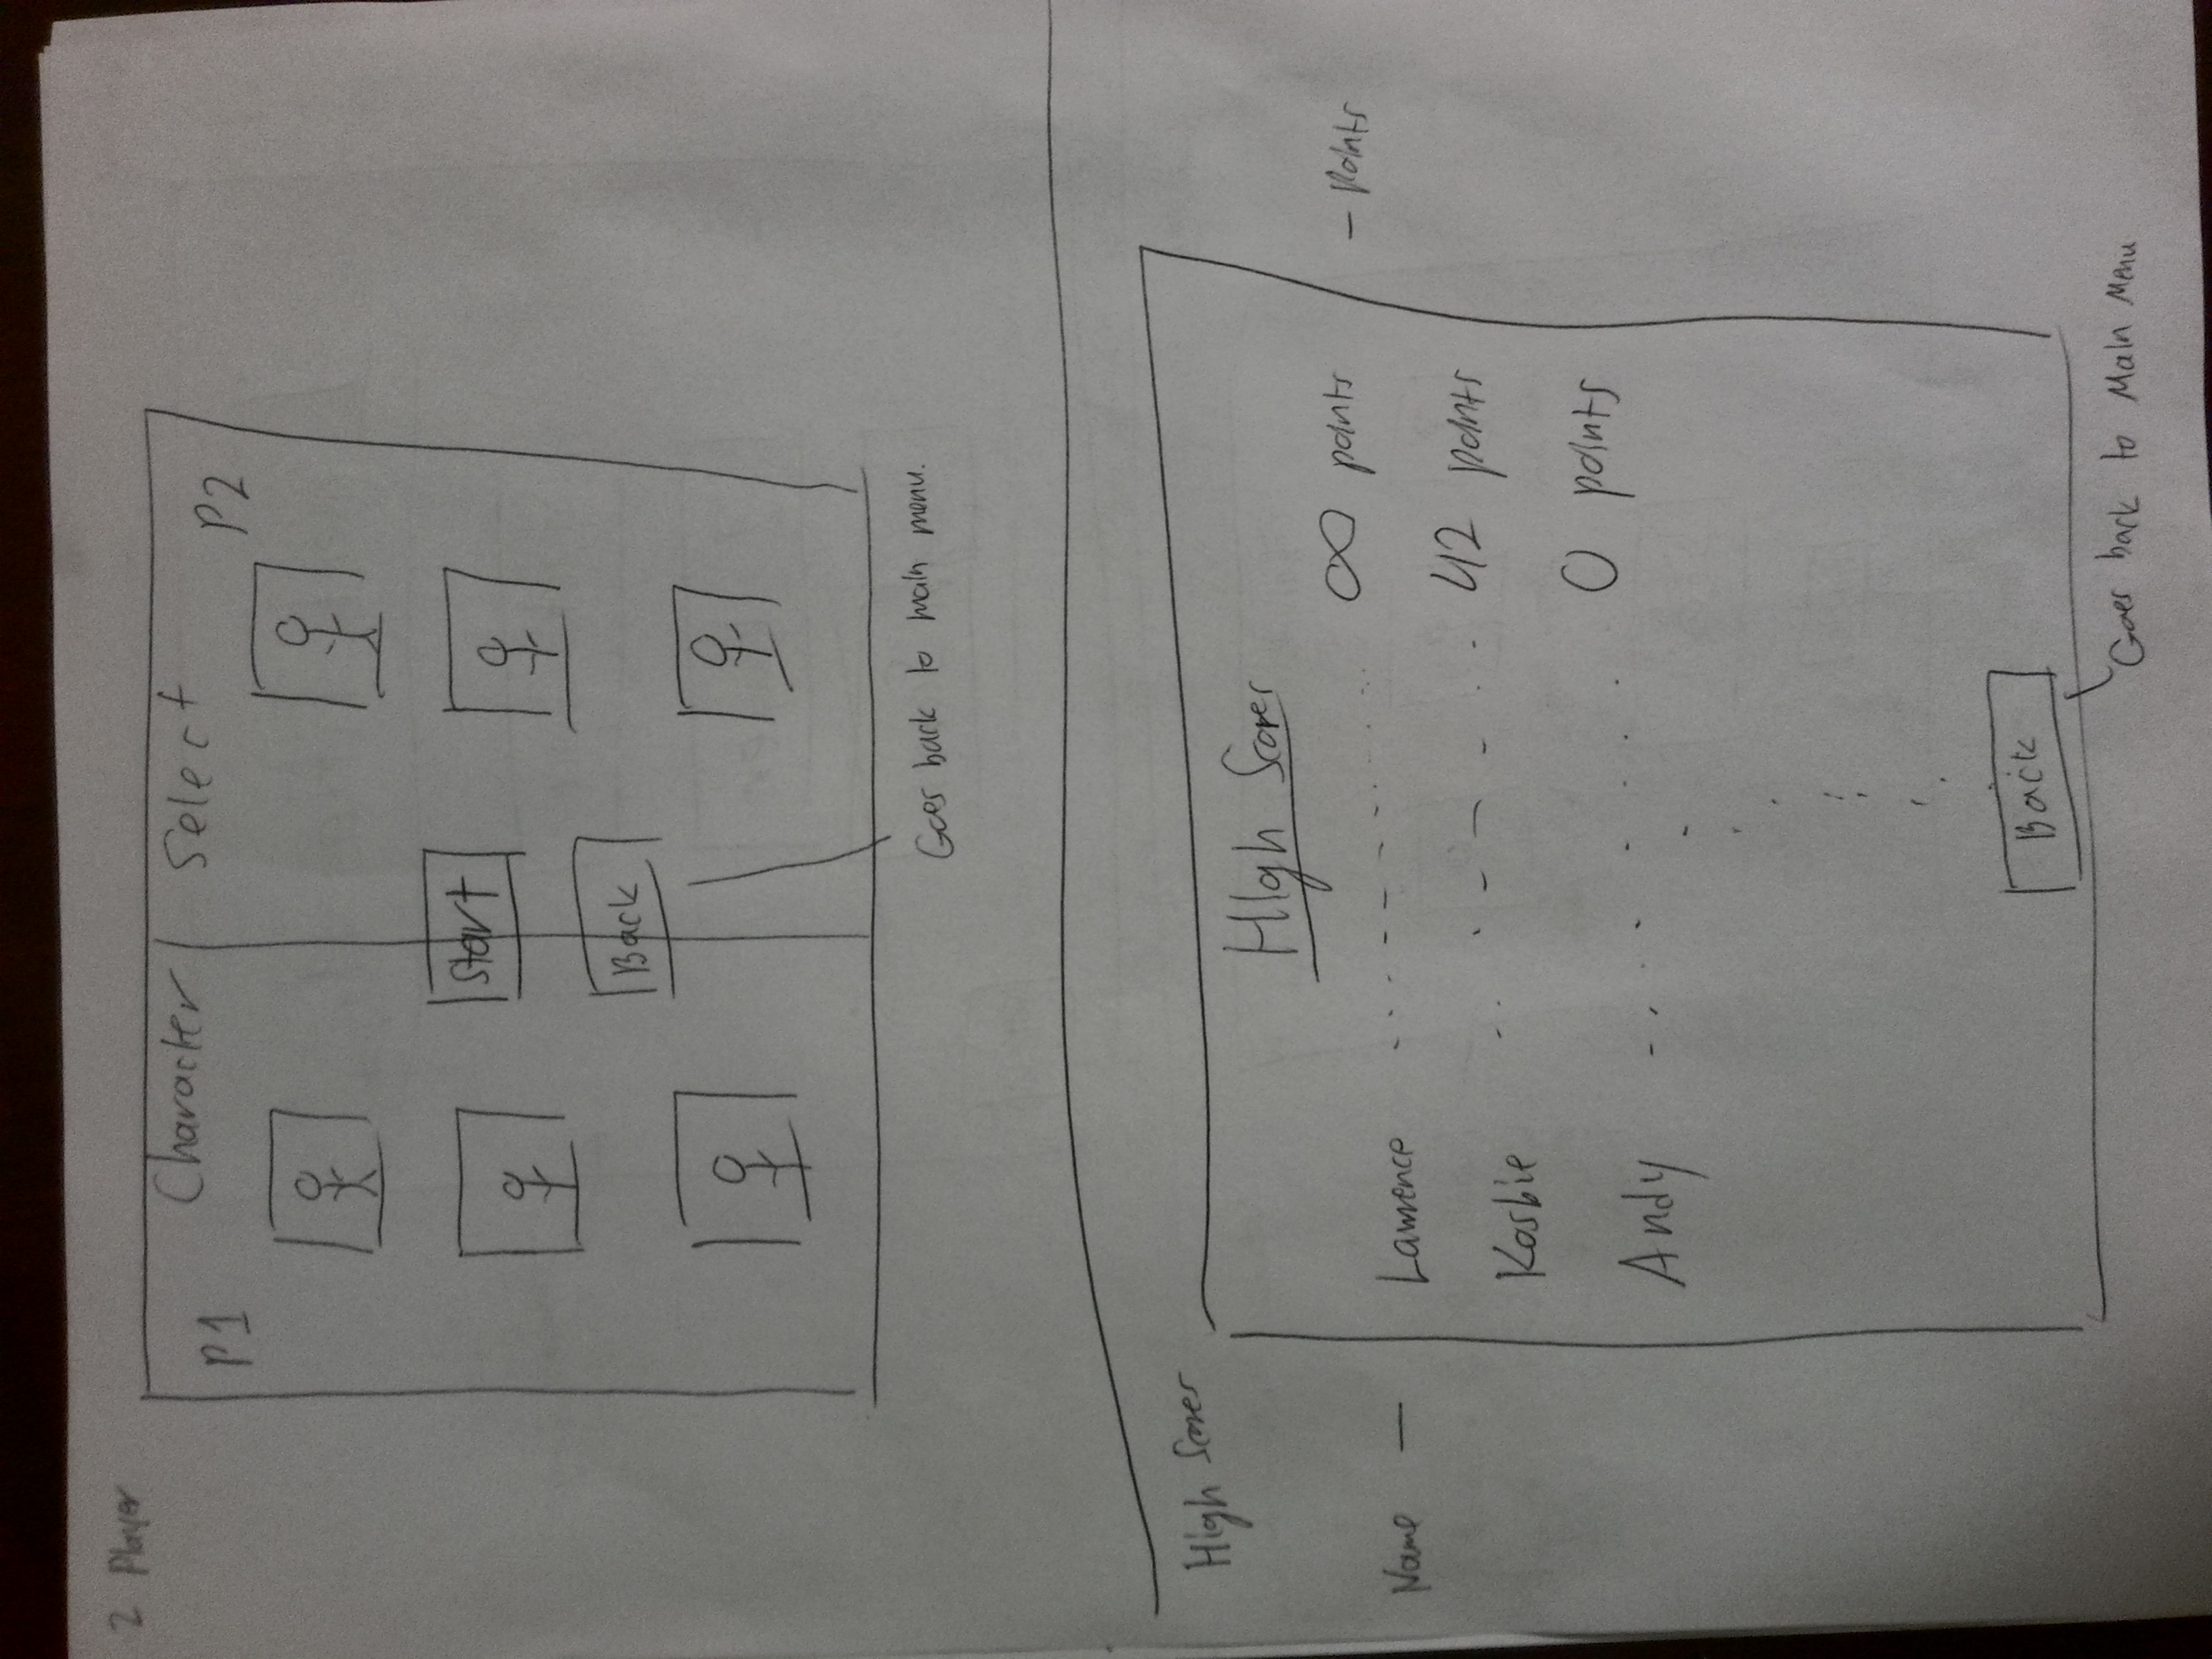 2 Player
Character Select
P1 P2
Start
Back
Goes back to main menu.
High Scores
High Scores
∞ points - Points
Name - Lawrence
42 points
Kosbie
0 points
Andy
Back
Goes back to Main Menu